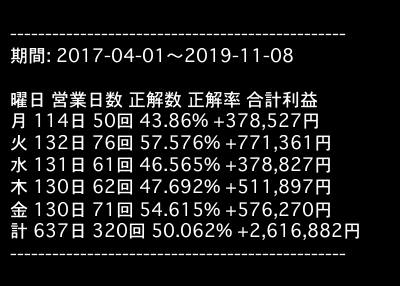 ------------------------------------------------
期間: 2017-04-01～2019-11-08
曜日 営業日数 正解数 正解率 合計利益
月 114日 50回 43.86% +378,527円
火 132日 76回 57.576% +771,361円
水 131日 61回 46.565% +378,827円
木 130日 62回 47.692% +511,897円
金 130日 71回 54.615% +576,270円
計 637日 320回 50.062% +2,616,882円
------------------------------------------------